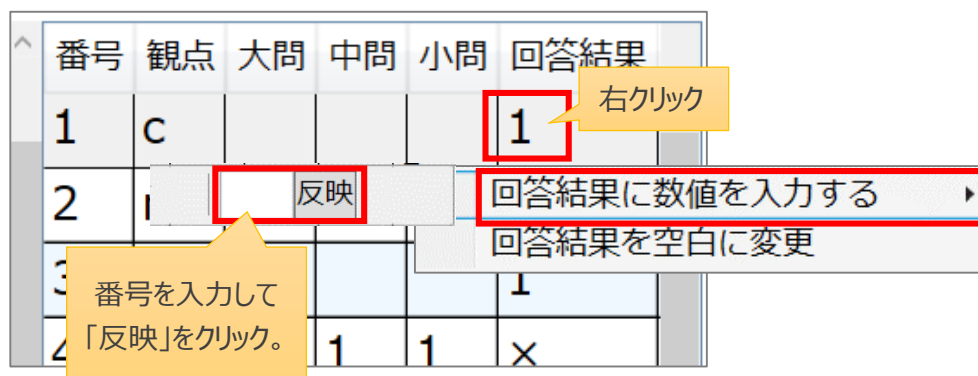 番号 観点 大問 中問 小問 回答結果
右クリック
1 c 1
2
反映
回答結果に数値を入力する
回答結果を空白に変更
1
番号を入力して
「反映」をクリック。
1 1 ×